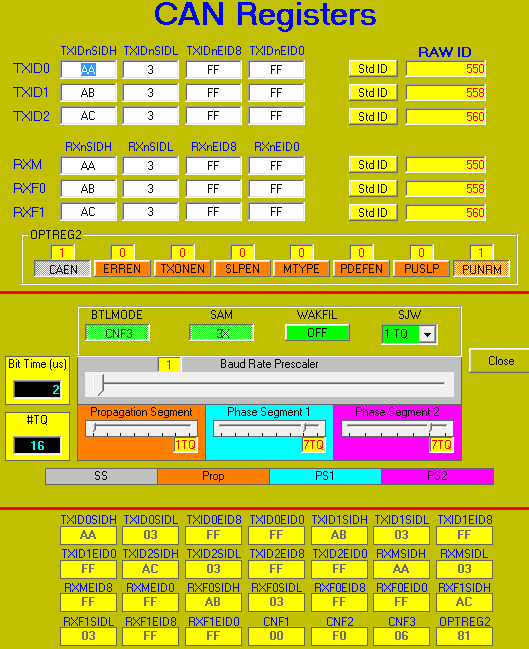 CAN Registers
TXIDnSIDH TXIDnSIDL TXIDnEID8 TXIDnEID0 RAW ID
TXID0 AA 3 FF FF Std ID 550
TXID1 AB 3 FF FF Std ID 558
TXID2 AC 3 FF FF Std ID 560
RXnSIDH RXnSIDL RXnEID8 RXnEID0
RXM AA 3 FF FF Std ID 550
RXF0 AB 3 FF FF Std ID 558
RXF1 AC 3 FF FF Std ID 560
OPTREG2
1 0 0 0 0 0 0 1
CAEN ERREN TXONEN SLPEN MTYPE PDEFEN PUSLP PUNRM
BTLMODE SAM WAKFIL SJW
CNF3 3X OFF 1 TQ
Close
Bit Time (us) 1 Baud Rate Prescaler
2
#TQ Propagation Segment Phase Segment 1 Phase Segment 2
16 1TQ 7TQ 7TQ
SS Prop PS1 PS2
TXID0SIDH TXID0SIDL TXID0EID8 TXID0EID0 TXID1SIDH TXID1SIDL TXID1EID8
AA 03 FF FF AB 03 FF
TXID1EID0 TXID2SIDH TXID2SIDL TXID2EID8 TXID2EID0 RXMSIDH RXMSIDL
FF AC 03 FF FF AA 03
RXMEID8 RXMEID0 RXF0SIDH RXF0SIDL RXF0EID8 RXF0EID0 RXF1SIDH
FF FF AB 03 FF FF AC
RXF1SIDL RXF1EID8 RXF1EID0 CNF1 CNF2 CNF3 OPTREG2
03 FF FF 00 F0 06 81